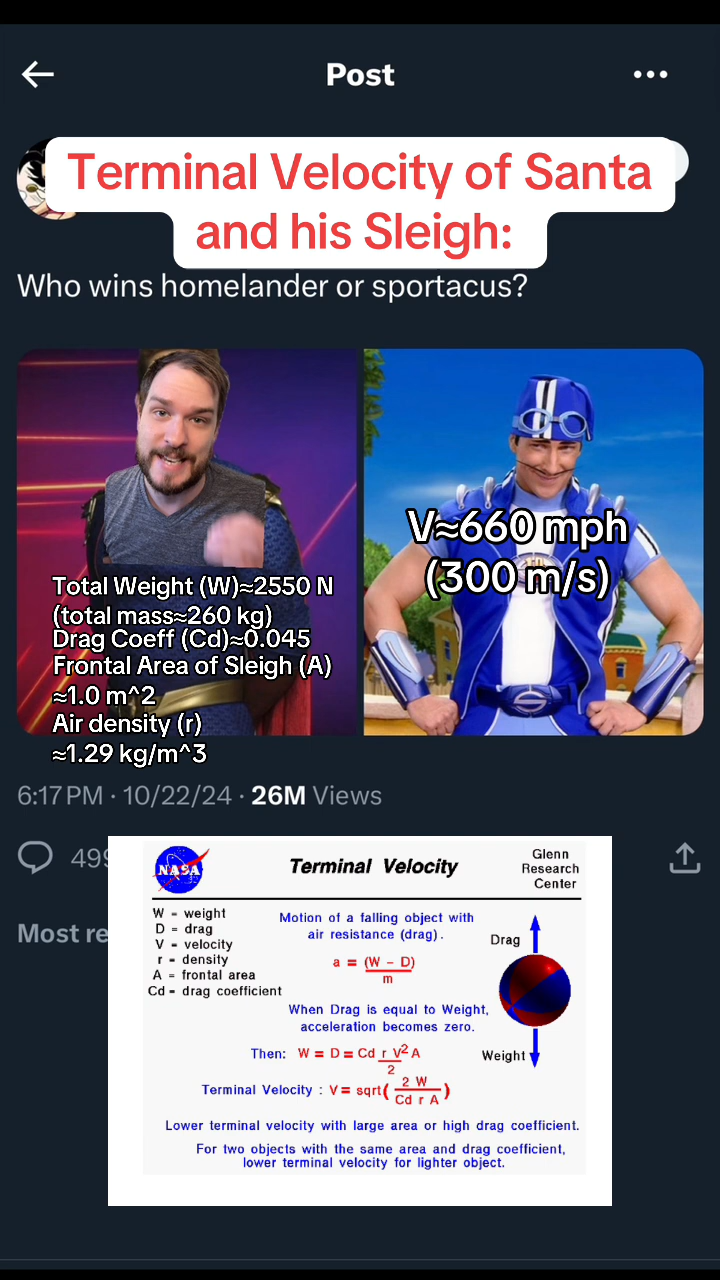 Post
Terminal Velocity of Santa
and his Sleigh:
Who wins homelander or sportacus?
V≈660 mph
(300 m/s)
Total Weight (W)≈2550 N
(total mass≈260 kg)
Drag Coeff (Cd)≈0.045
Frontal Area of Sleigh (A)
≈1.0 m^2
Air density (r)
≈1.29 kg/m^3
6:17 PM · 10/22/24 · 26M Views
499
Most re
NASA
Terminal Velocity
Glenn
Research
Center
W = weight
D = drag
V = velocity
r = density
A = frontal area
Cd = drag coefficient
Motion of a falling object with
air resistance (drag).
a = (W - D)
m
Drag
When Drag is equal to Weight,
acceleration becomes zero.
Then: W = D = Cd r V2 A
2
Weight
Terminal Velocity : V = sqrt( 2 W )
Cd r A
Lower terminal velocity with large area or high drag coefficient.
For two objects with the same area and drag coefficient,
lower terminal velocity for lighter object.